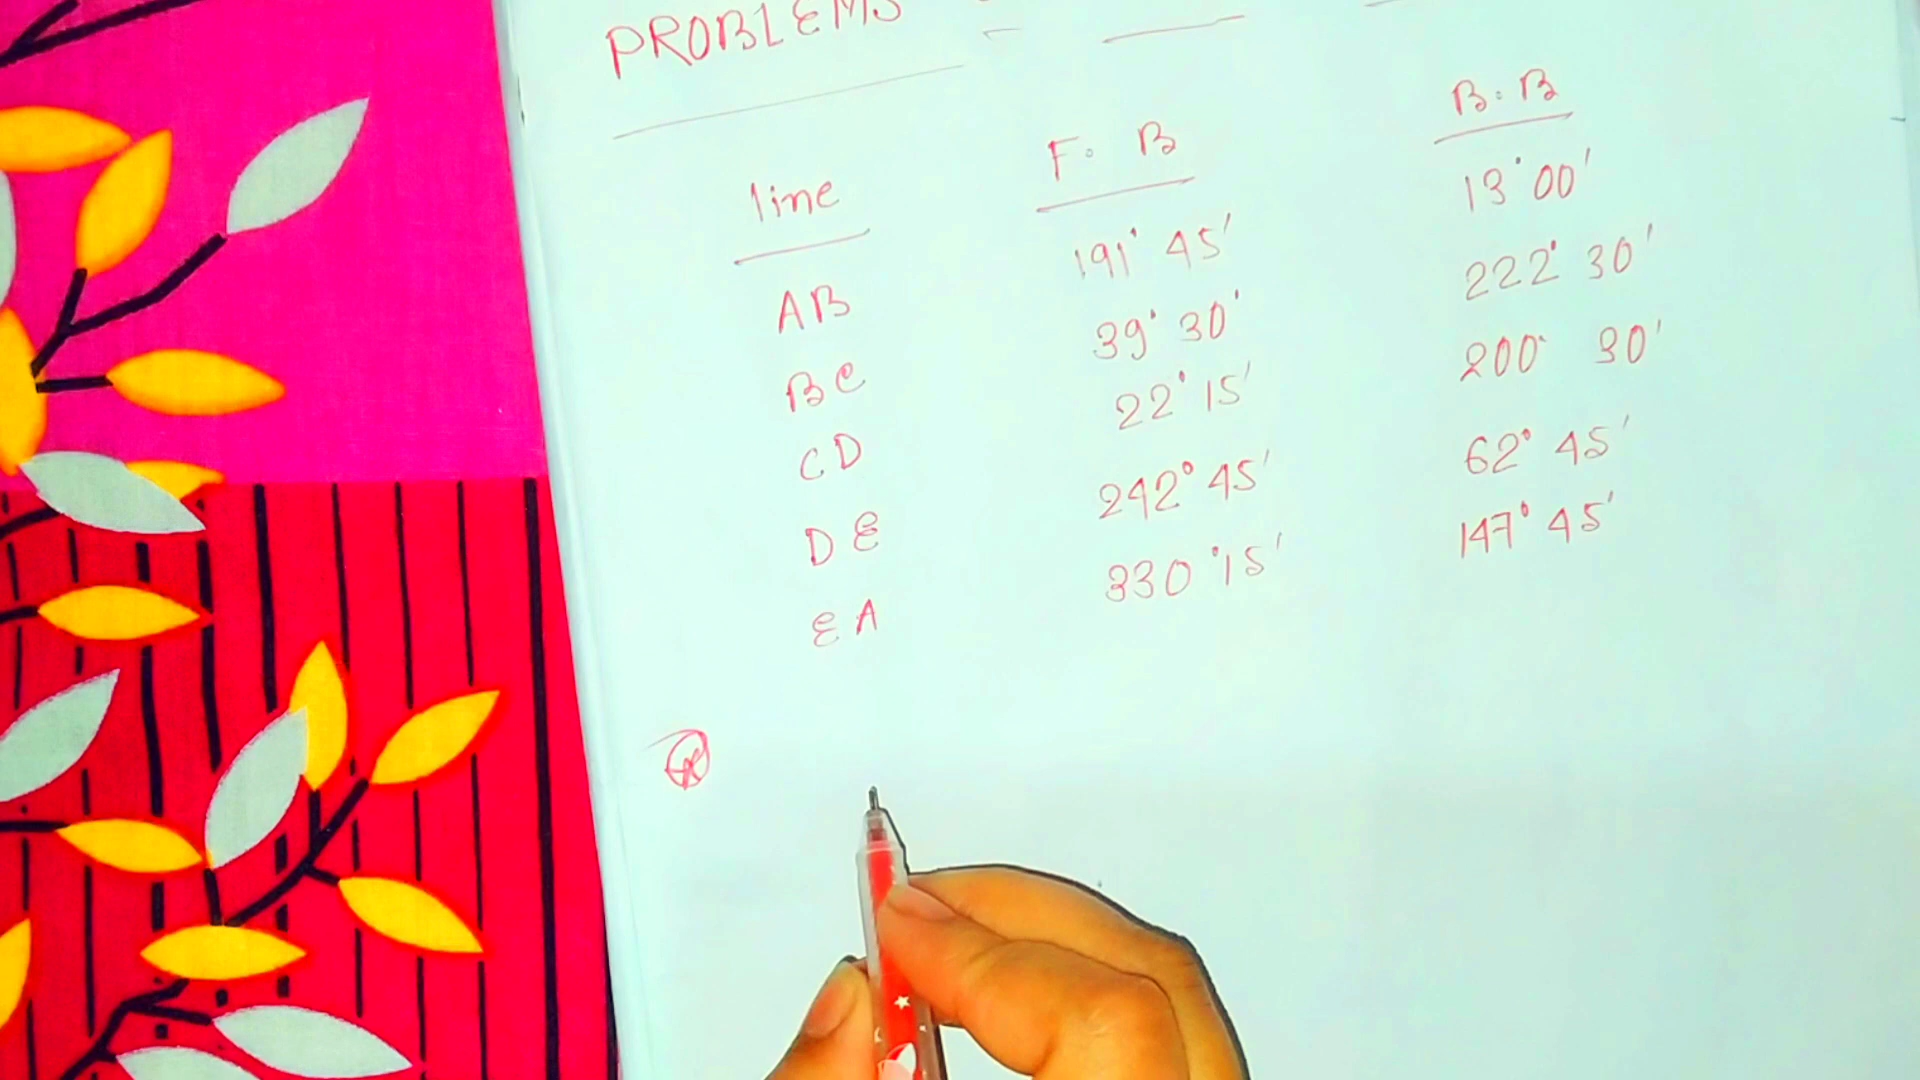 PROBLEMS
line F. B B. B
AB 191° 45' 13° 00'
BC 39° 30' 222° 30'
CD 22° 15' 200° 30'
DE 242° 45' 62° 45'
EA 330° 15' 147° 45'